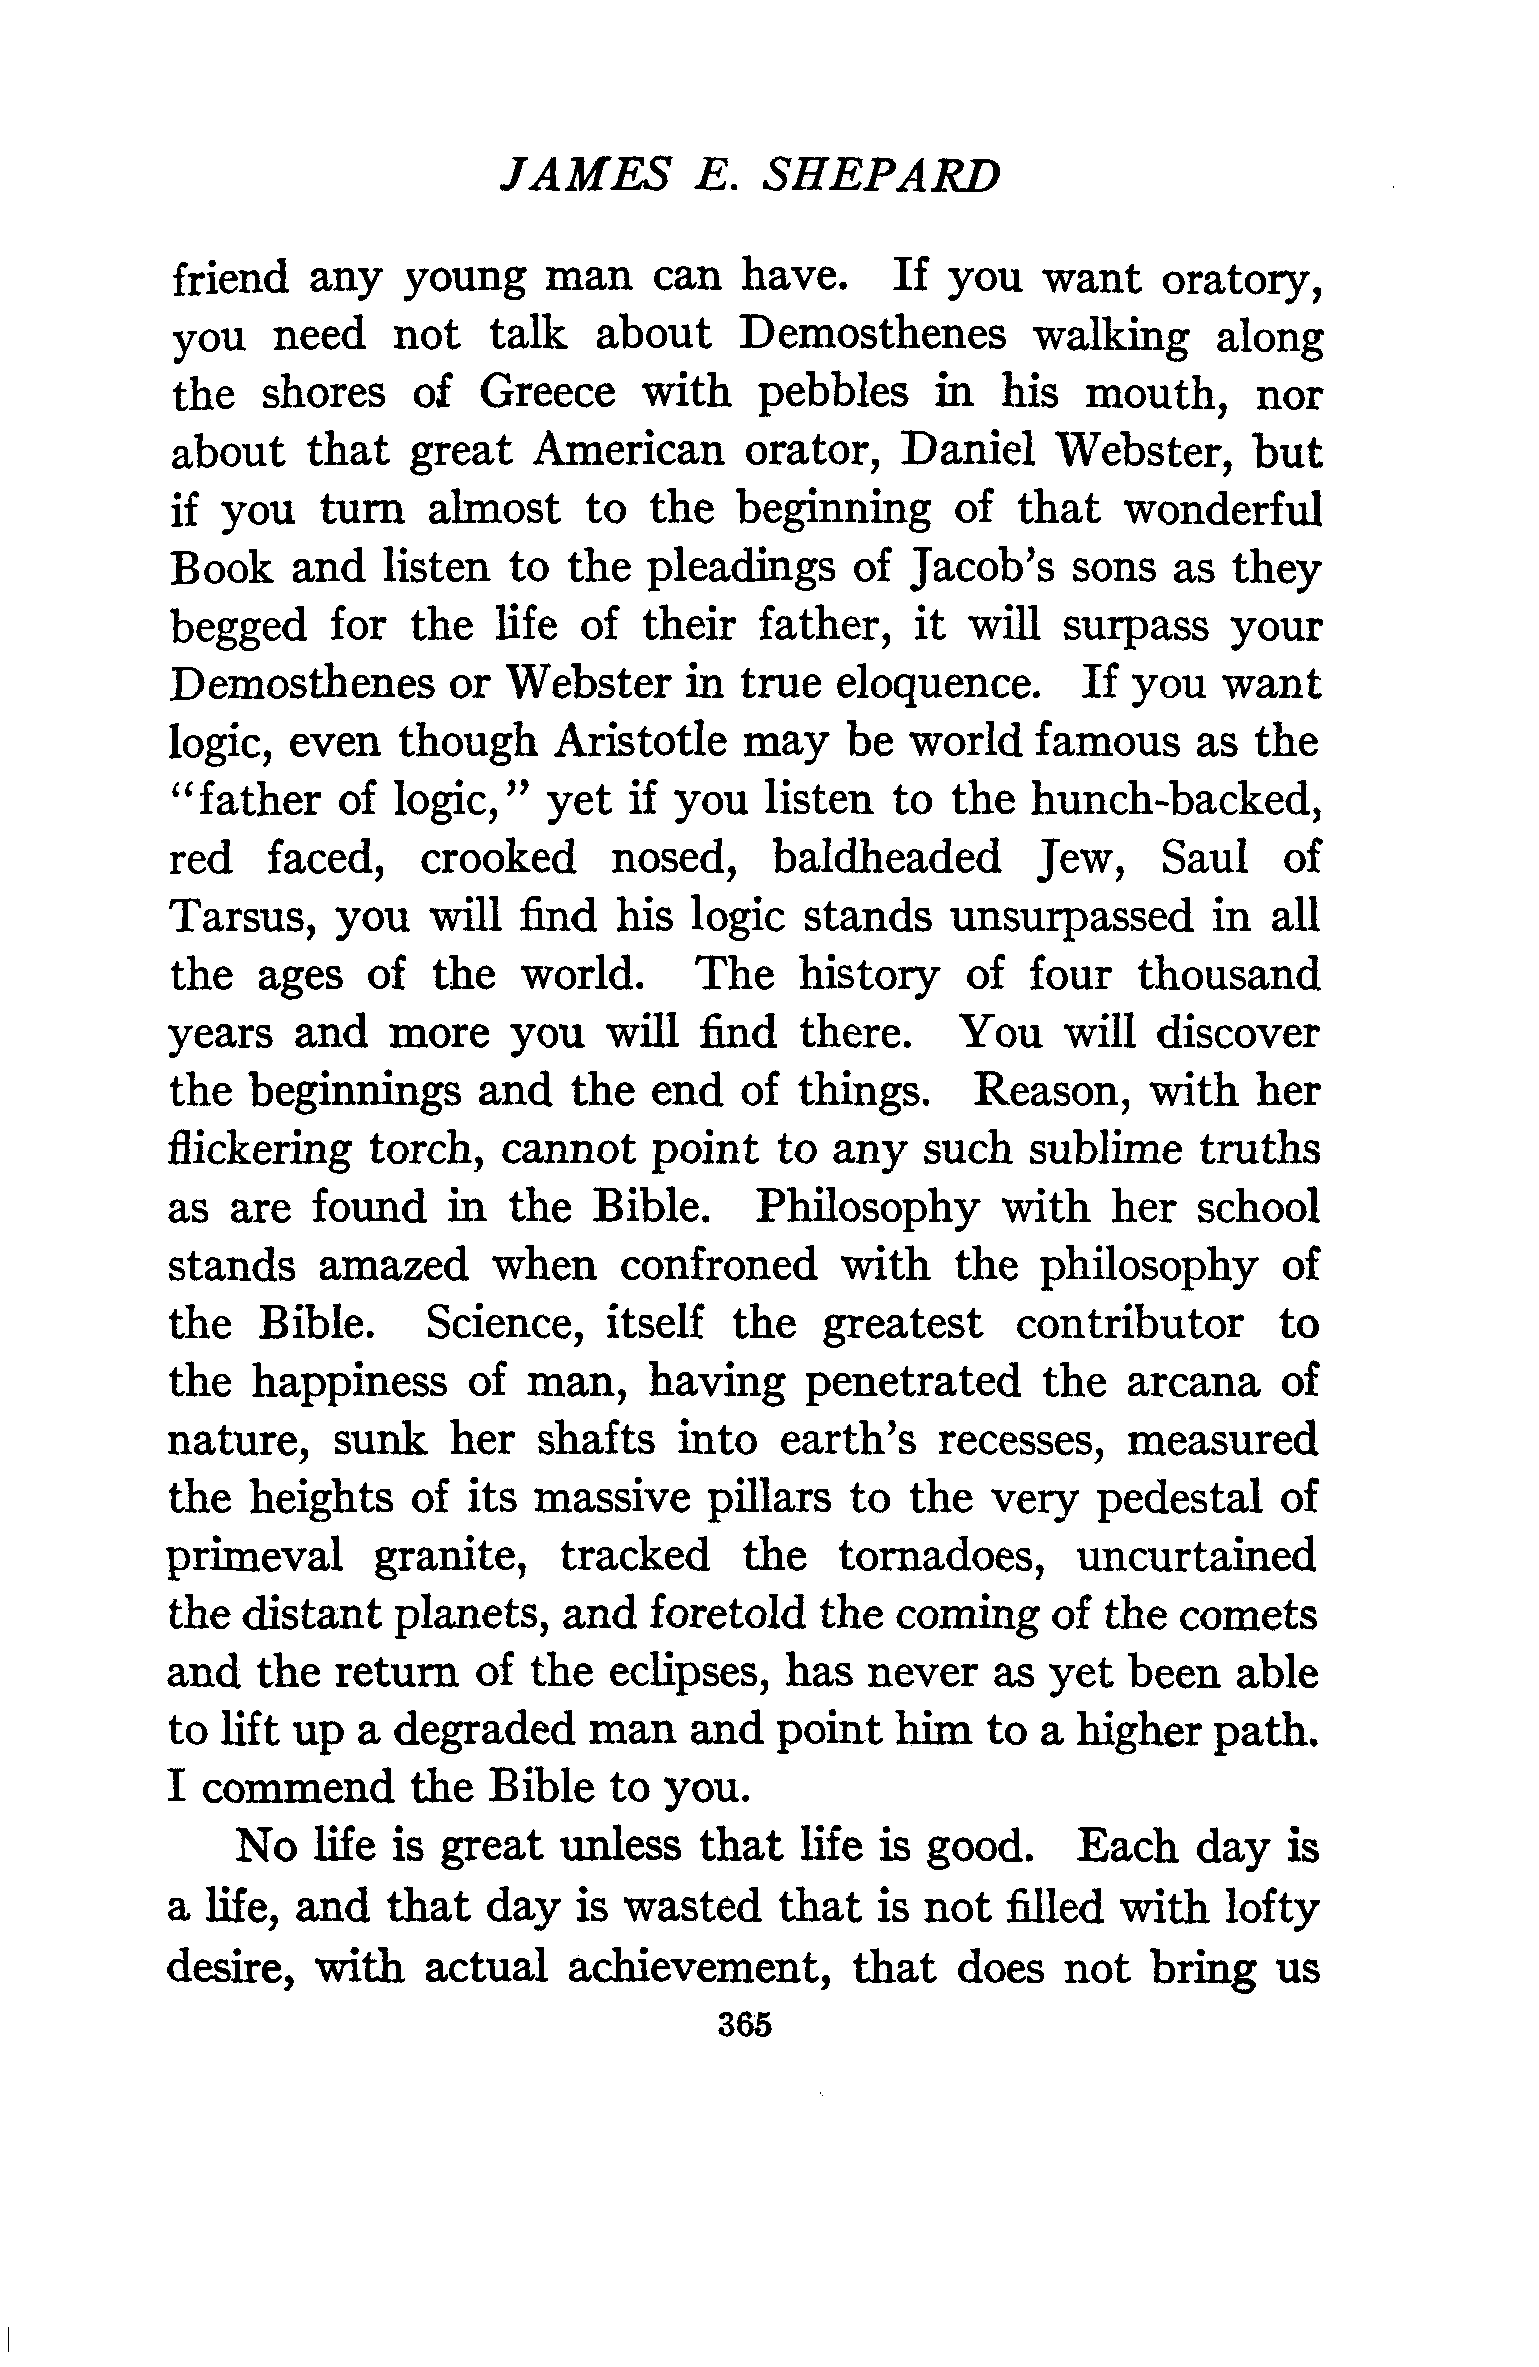 JAMES E. SHEPARD
friend any young man can have. If you want oratory,
you need not talk about Demosthenes walking along
the shores of Greece with pebbles in his mouth, nor
about that great American orator, Daniel Webster, but
if you turn almost to the beginning of that wonderful
Book and listen to the pleadings of Jacob's sons as they
begged for the life of their father, it will surpass your
Demosthenes or Webster in true eloquence. If you want
logic, even though Aristotle may be world famous as the
"father of logic," yet if you listen to the hunch-backed,
red faced, crooked nosed, baldheaded Jew, Saul of
Tarsus, you will find his logic stands unsurpassed in all
the ages of the world. The history of four thousand
years and more you will find there. You will discover
the beginnings and the end of things. Reason, with her
flickering torch, cannot point to any such sublime truths
as are found in the Bible. Philosophy with her school
stands amazed when confroned with the philosophy of
the Bible. Science, itself the greatest contributor to
the happiness of man, having penetrated the arcana of
nature, sunk her shafts into earth's recesses, measured
the heights of its massive pillars to the very pedestal of
primeval granite, tracked the tornadoes, uncurtained
the distant planets, and foretold the coming of the comets
and the return of the eclipses, has never as yet been able
to lift up a degraded man and point him to a higher path.
I commend the Bible to you.
No life is great unless that life is good. Each day is
a life, and that day is wasted that is not filled with lofty
desire, with actual achievement, that does not bring us
365